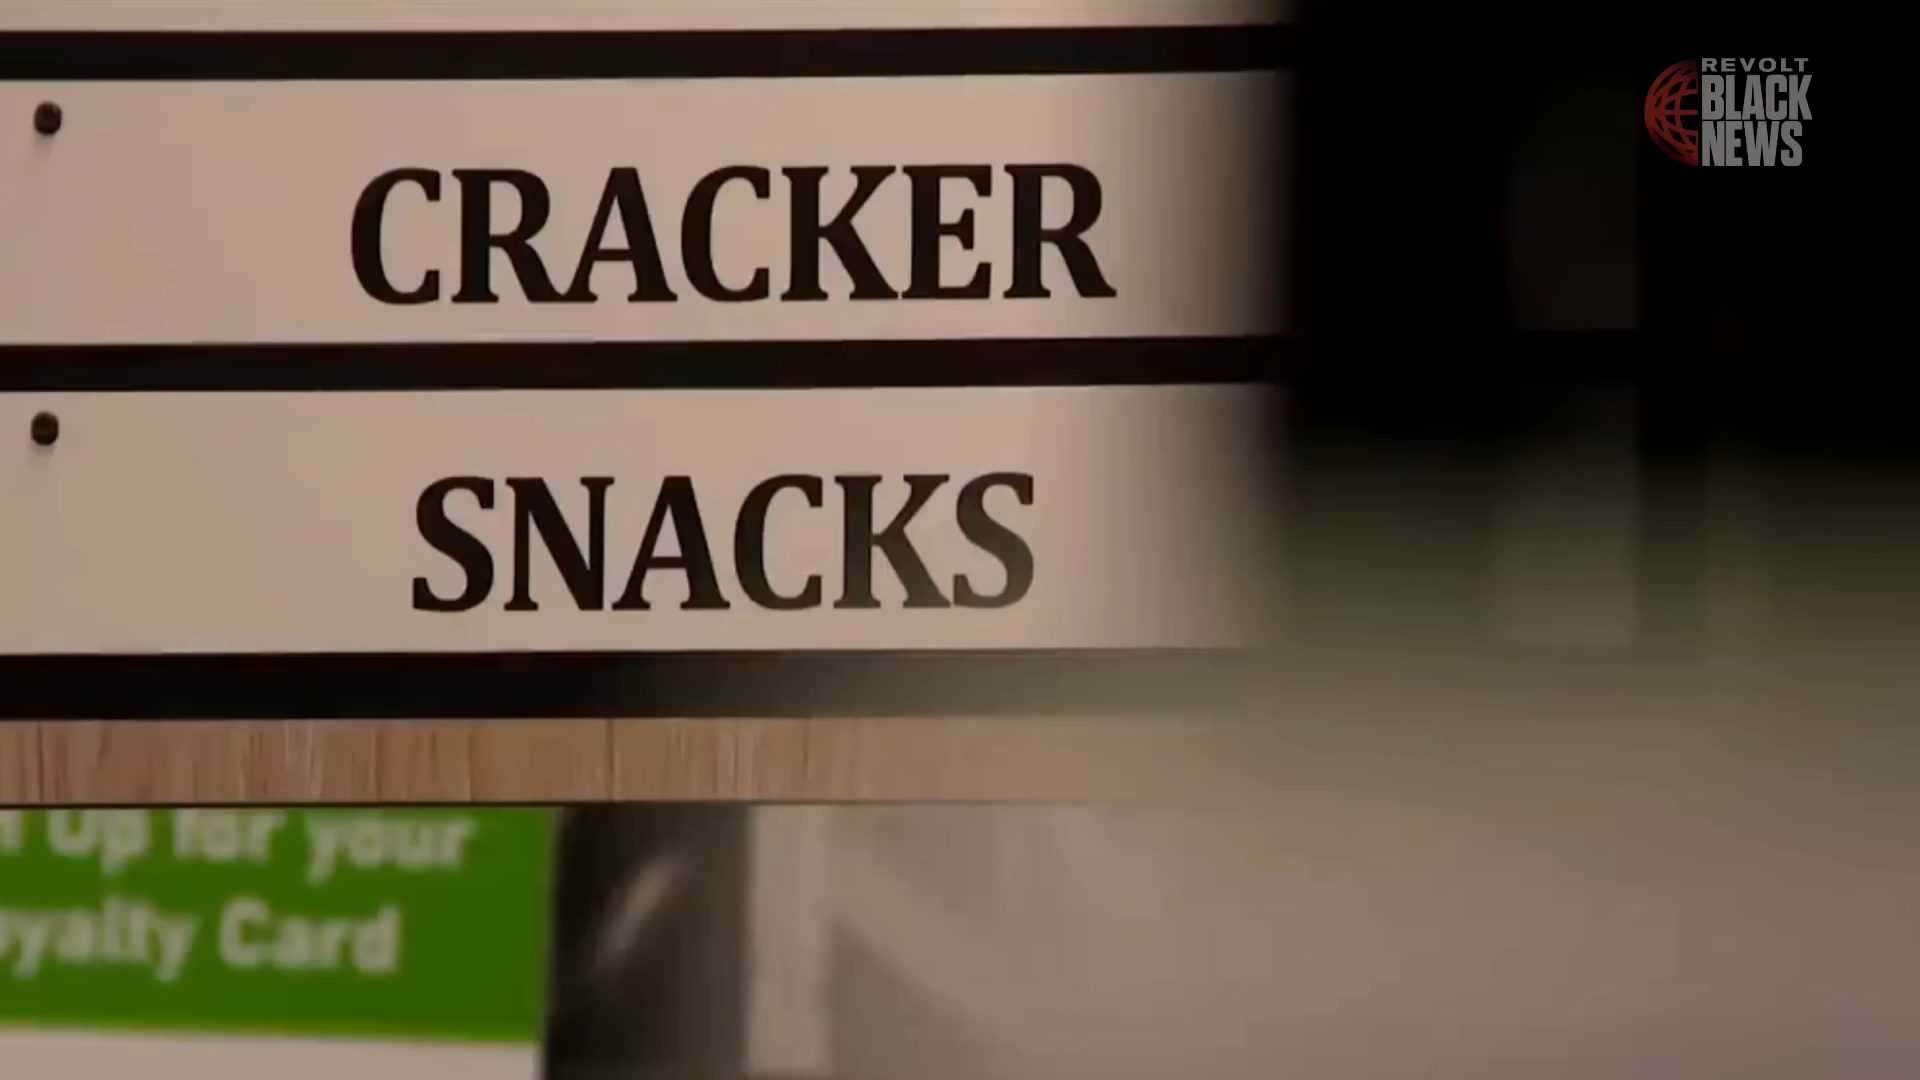 REVOLT
BLACK
NEWS
CRACKER
SNACKS
Up for your
Card